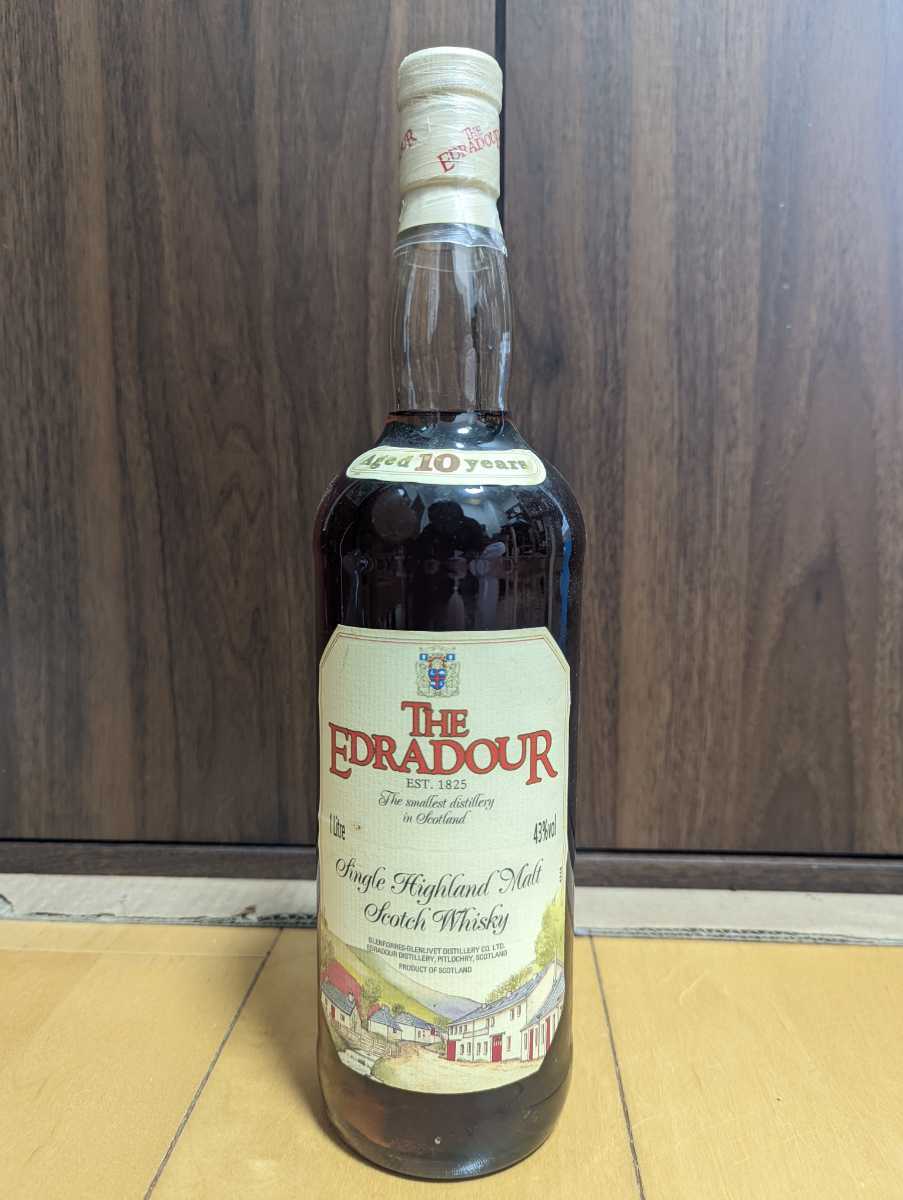 UR
THE
EDRADOUR
Aged 10 years
THE
EDRADOUR
EST. 1825
The smallest distillery
in Scotland
1 Litre
43%vol
Single Highland Malt
Scotch Whisky
GLENFORRES-GLENLIVET DISTILLERY CO. LTD.
EDRADOUR DISTILLERY, PITLOCHRY, SCOTLAND
PRODUCT OF SCOTLAND